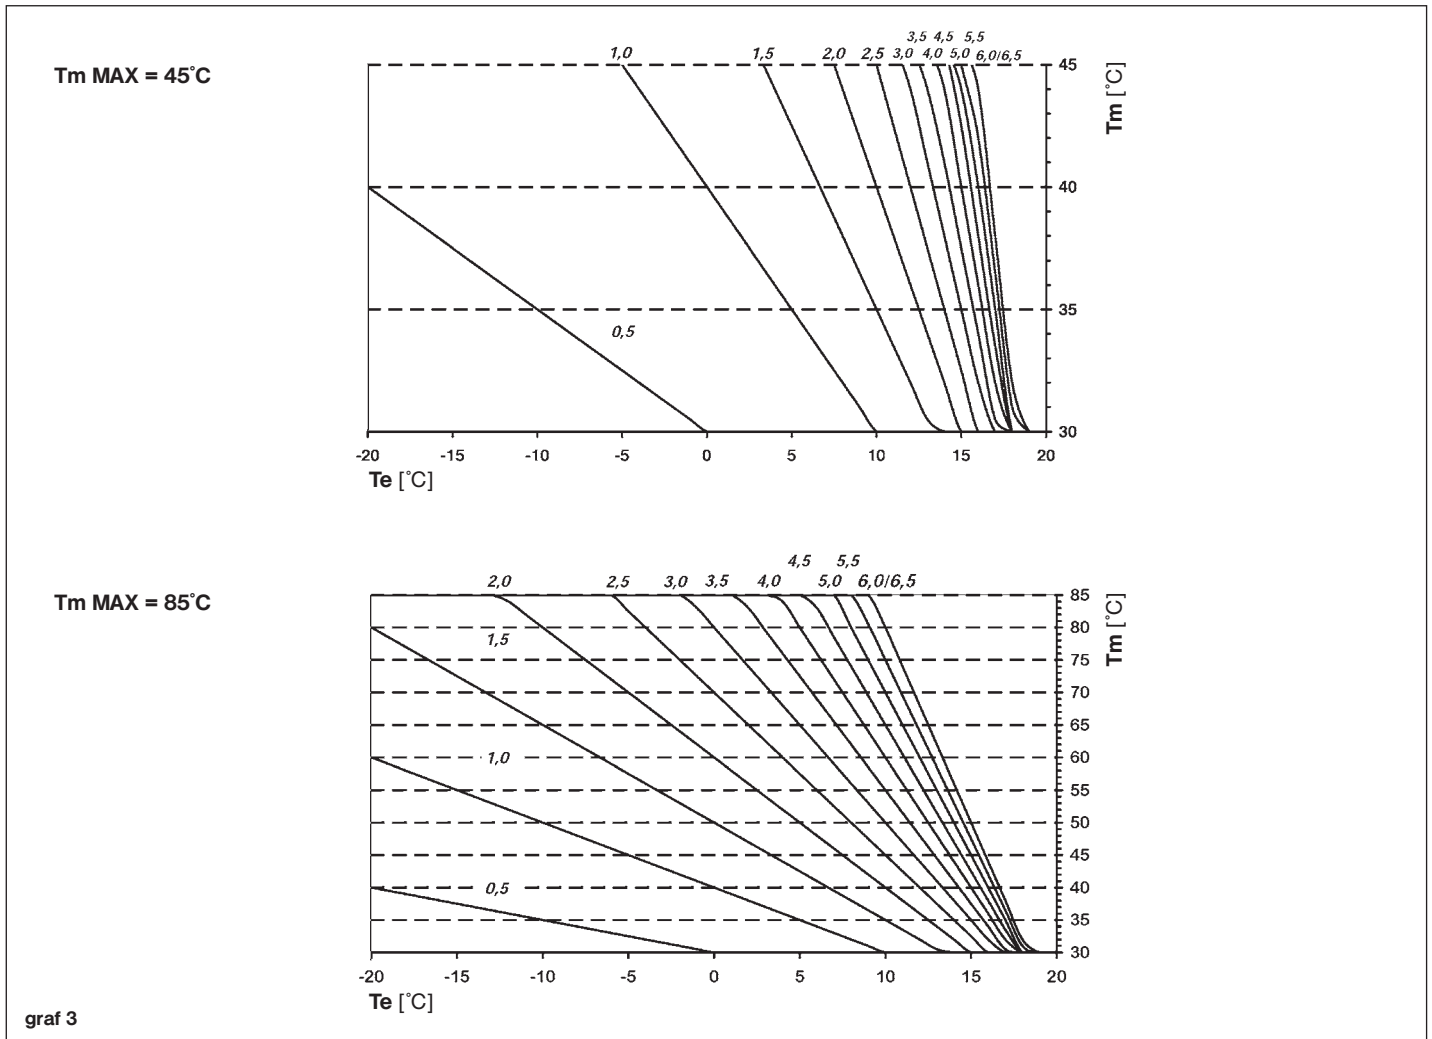 3,5 4,5 5,5
1,0 1,5 2,0 2,5 3,0 4,0 5,0 6,0/6,5
Tm MAX = 45˚C
45
Tm [˚C]
40
35
0,5
30
-20 -15 -10 -5 0 5 10 15 20
Te [˚C]
4,5 5,5
2,0 2,5 3,0 3,5 4,0 5,0 6,0/6,5
Tm MAX = 85˚C
85
Tm [˚C]
80
1,5
75
70
65
1,0
60
55
50
45
0,5
40
35
30
-20 -15 -10 -5 0 5 10 15 20
Te [˚C]
graf 3